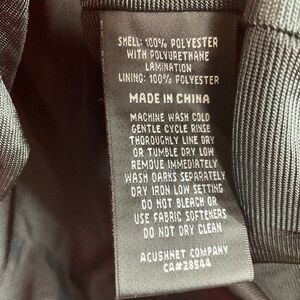 SHELL: 100% POLYESTER
WITH POLYURETHANE
LAMINATION
LINING: 100% POLYESTER
MADE IN CHINA
MACHINE WASH COLD
GENTLE CYCLE RINSE
THOROUGHLY LINE DRY
OR TUMBLE DRY LOW
REMOVE IMMEDIATELY
WASH DARKS SEPARATELY
DRY IRON LOW SETTING
DO NOT BLEACH OR
USE FABRIC SOFTENERS
DO NOT DRY CLEAN
ACUSHNET COMPANY
CA#28544